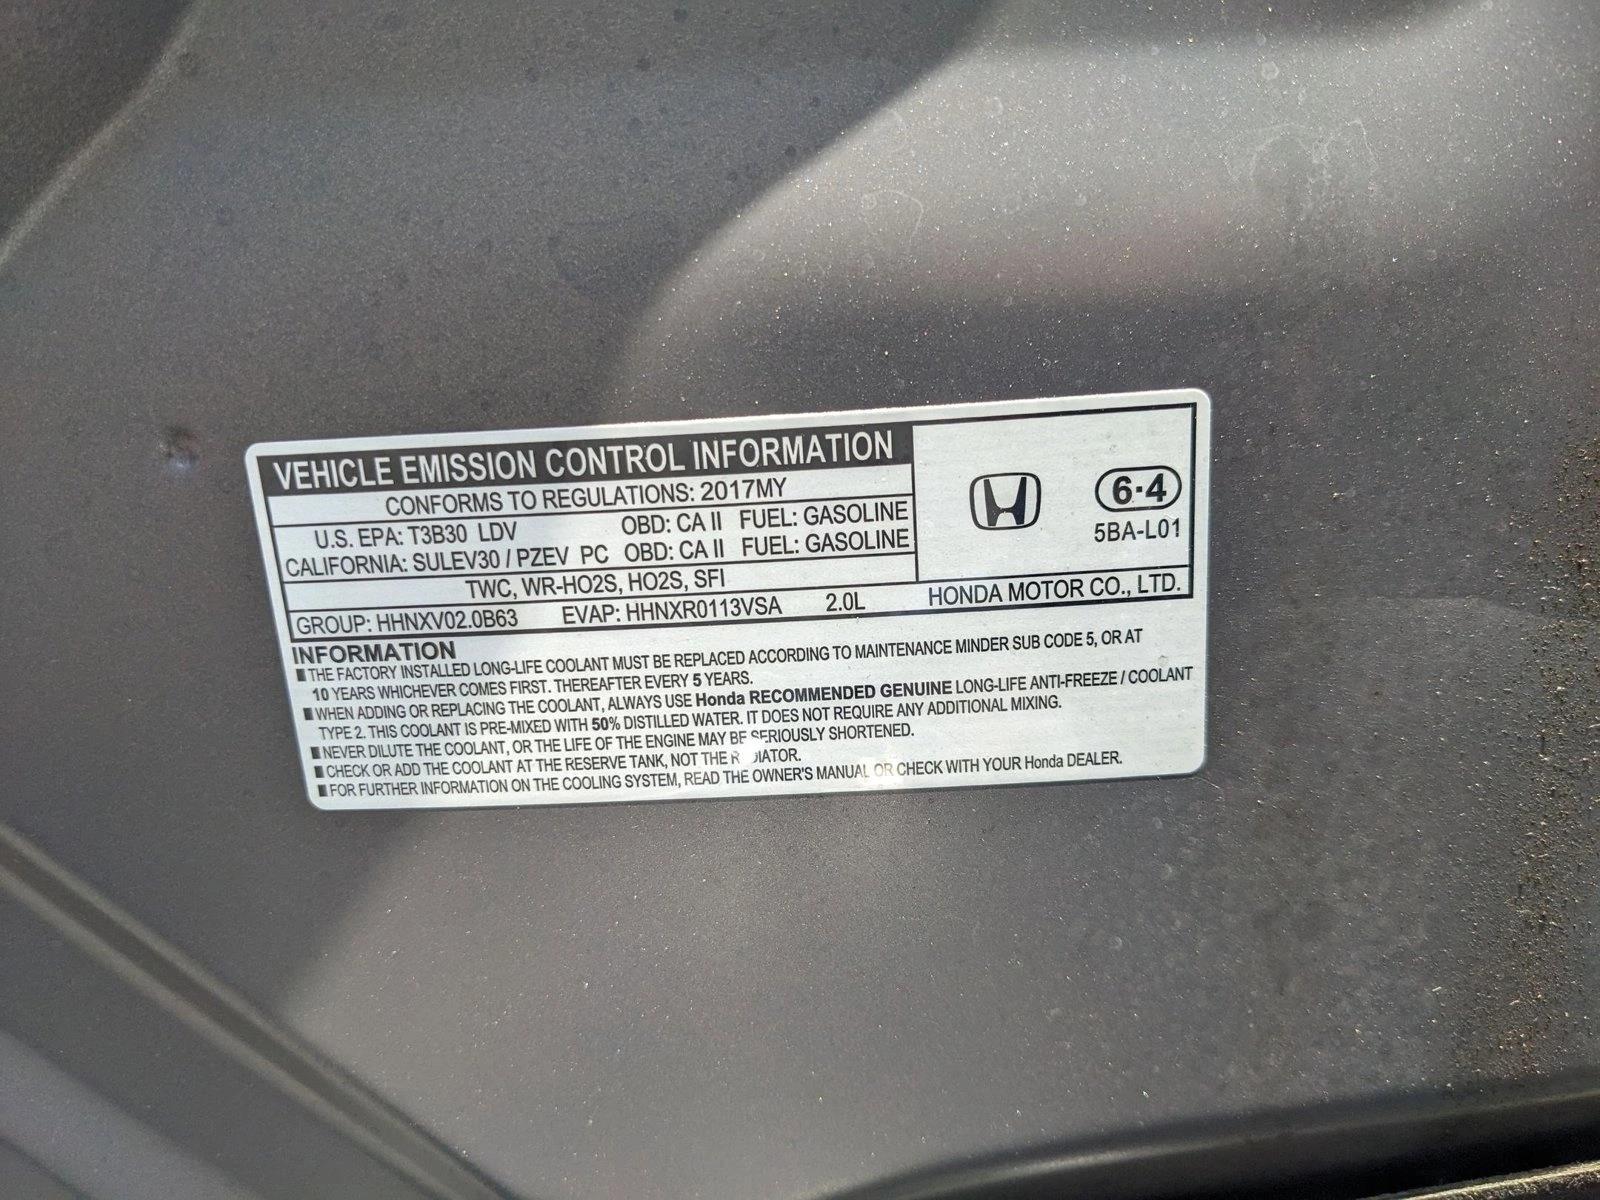 VEHICLE EMISSION CONTROL INFORMATION
CONFORMS TO REGULATIONS: 2017MY
U.S. EPA: T3B30 LDV OBD: CA II FUEL: GASOLINE
CALIFORNIA: SULEV30 / PZEV PC OBD: CA II FUEL: GASOLINE
TWC, WR-HO2S, HO2S, SFI
GROUP: HHNXV02.0B63 EVAP: HHNXR0113VSA 2.0L HONDA MOTOR CO., LTD.
6·4
5BA-L01
INFORMATION
■ THE FACTORY INSTALLED LONG-LIFE COOLANT MUST BE REPLACED ACCORDING TO MAINTENANCE MINDER SUB CODE 5, OR AT
10 YEARS WHICHEVER COMES FIRST. THEREAFTER EVERY 5 YEARS.
■ WHEN ADDING OR REPLACING THE COOLANT, ALWAYS USE Honda RECOMMENDED GENUINE LONG-LIFE ANTI-FREEZE / COOLANT
TYPE 2. THIS COOLANT IS PRE-MIXED WITH 50% DISTILLED WATER. IT DOES NOT REQUIRE ANY ADDITIONAL MIXING.
■ NEVER DILUTE THE COOLANT, OR THE LIFE OF THE ENGINE MAY BE SERIOUSLY SHORTENED.
■ CHECK OR ADD THE COOLANT AT THE RESERVE TANK, NOT THE RADIATOR.
■ FOR FURTHER INFORMATION ON THE COOLING SYSTEM, READ THE OWNER'S MANUAL OR CHECK WITH YOUR Honda DEALER.